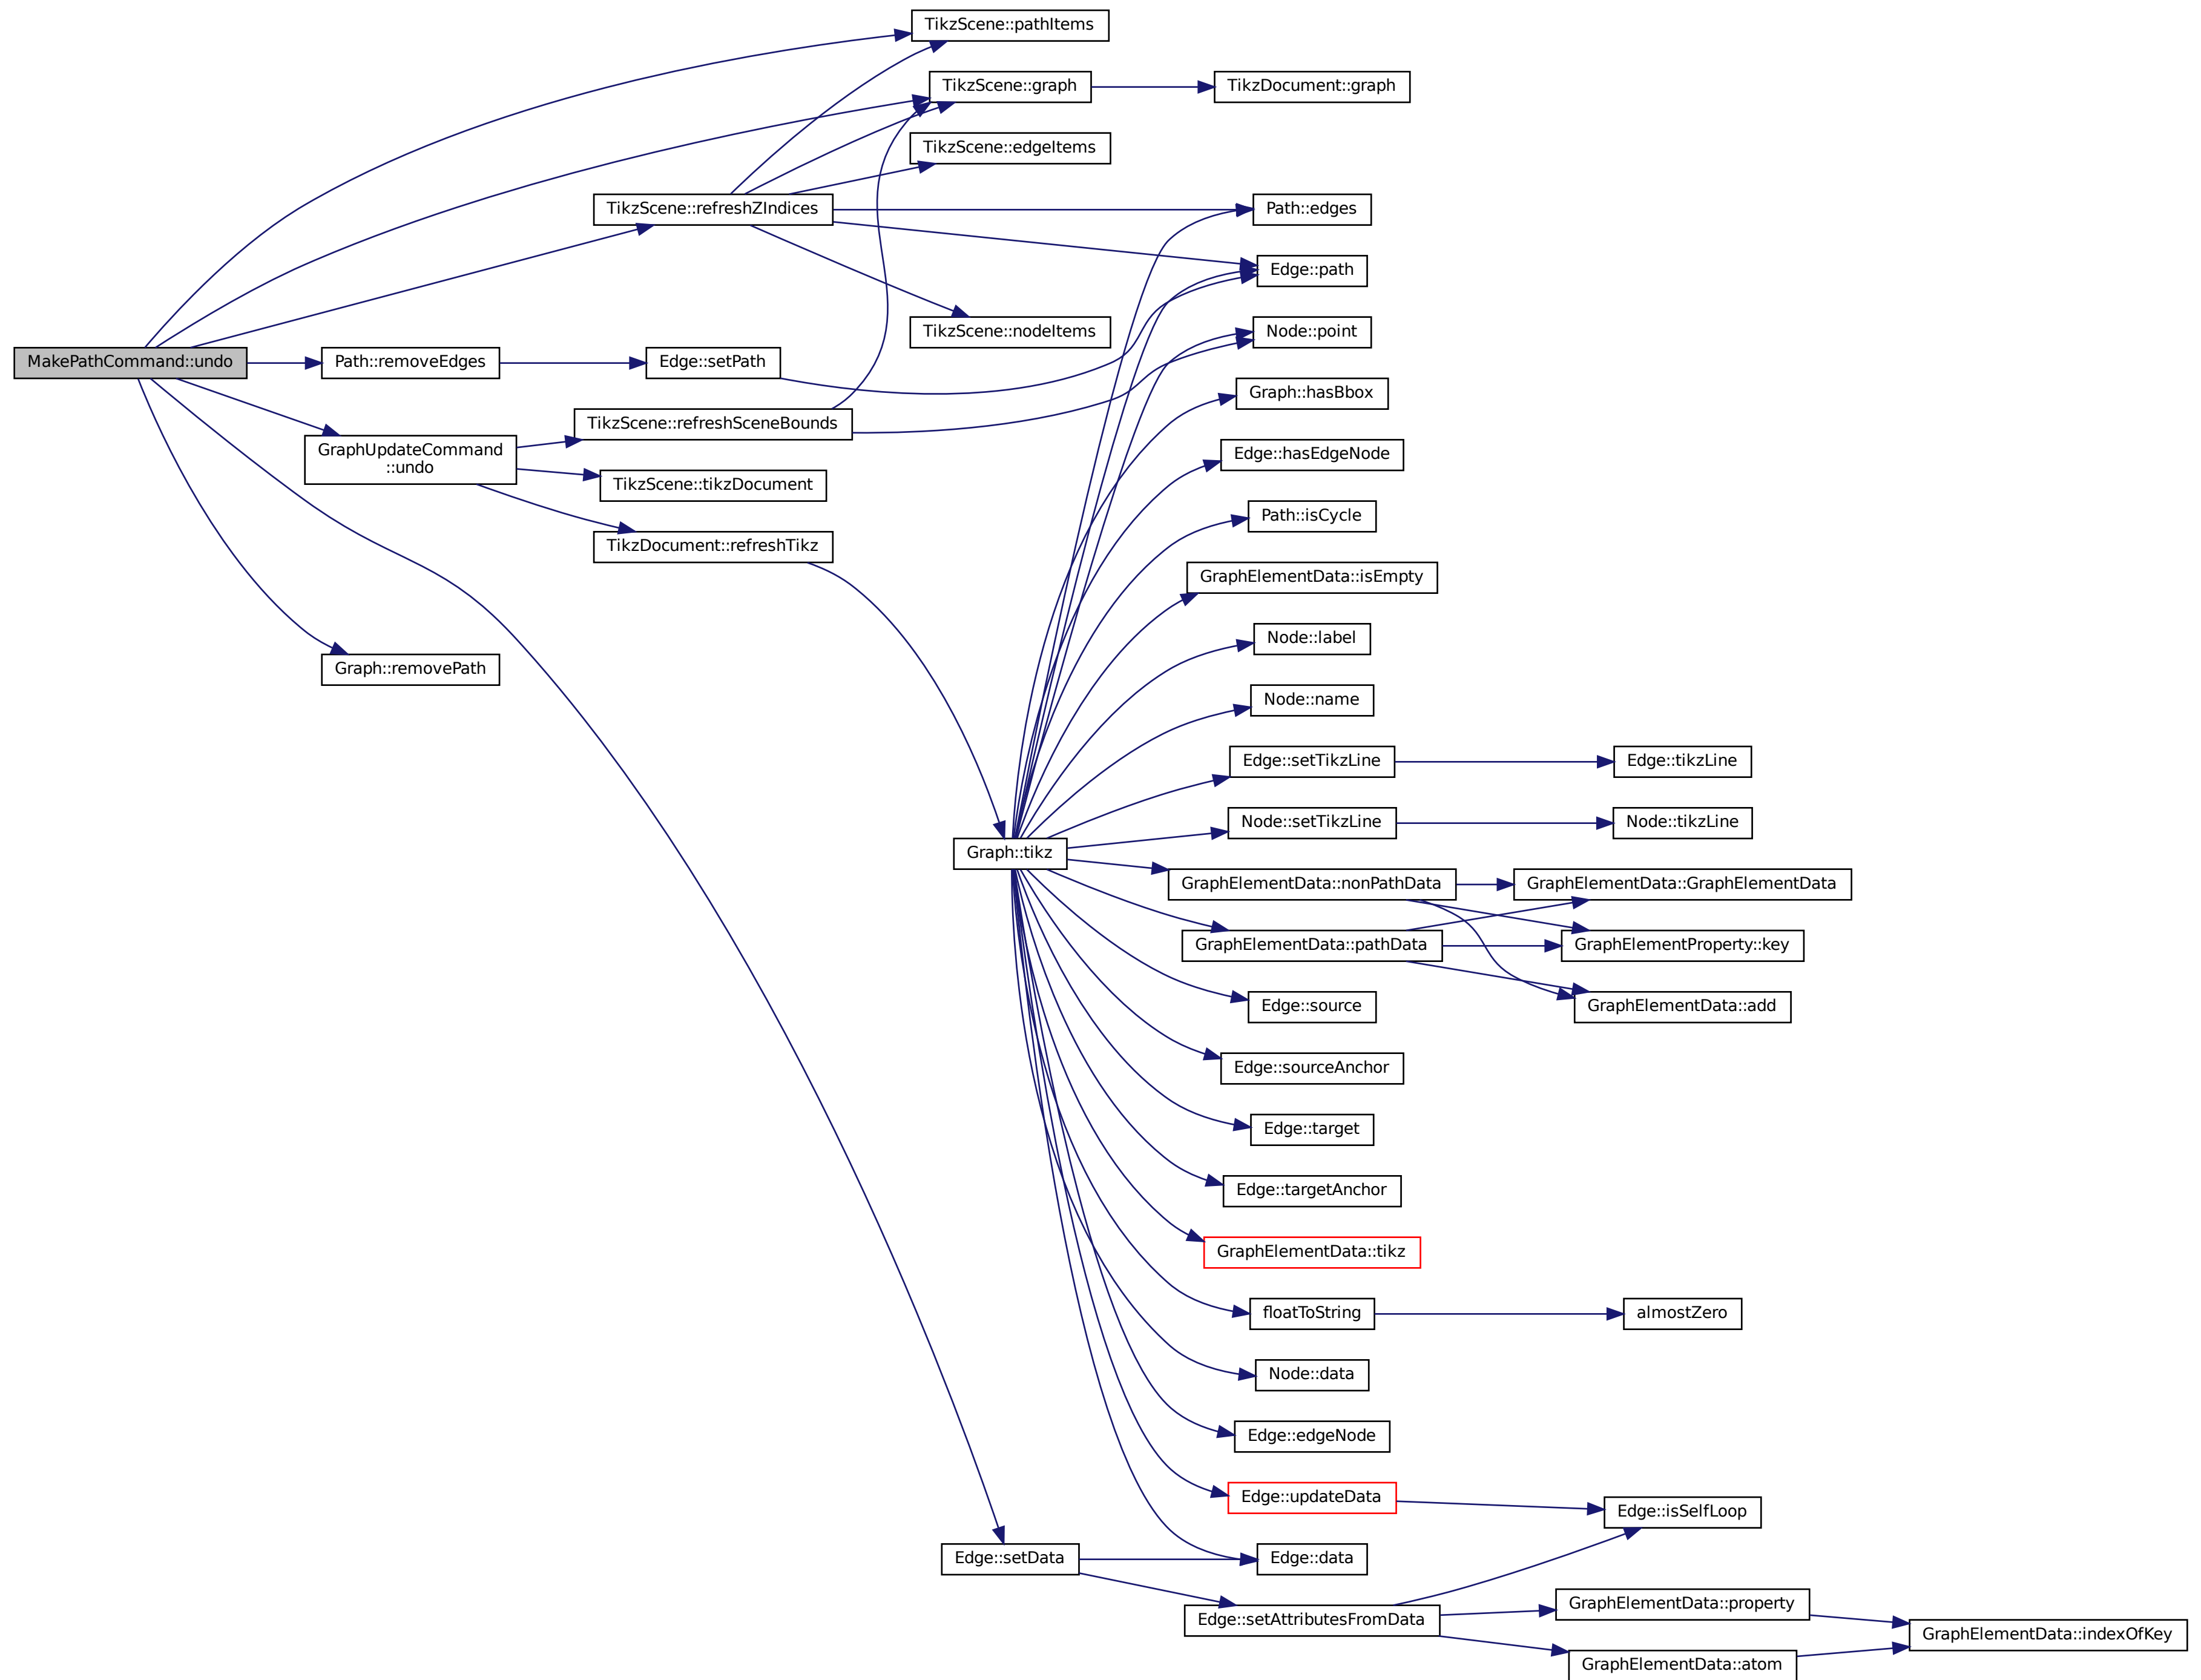 TikzScene::pathItems
TikzScene::graph
TikzDocument::graph
TikzScene::edgeItems
TikzScene::refreshZIndices
Path::edges
Edge::path
TikzScene::nodeItems
Node::point
MakePathCommand::undo
Path::removeEdges
Edge::setPath
Graph::hasBbox
TikzScene::refreshSceneBounds
GraphUpdateCommand
::undo
Edge::hasEdgeNode
TikzScene::tikzDocument
Path::isCycle
TikzDocument::refreshTikz
GraphElementData::isEmpty
Node::label
Graph::removePath
Node::name
Edge::setTikzLine
Edge::tikzLine
Node::setTikzLine
Node::tikzLine
Graph::tikz
GraphElementData::nonPathData
GraphElementData::GraphElementData
GraphElementData::pathData
GraphElementProperty::key
Edge::source
GraphElementData::add
Edge::sourceAnchor
Edge::target
Edge::targetAnchor
GraphElementData::tikz
floatToString
almostZero
Node::data
Edge::edgeNode
Edge::updateData
Edge::isSelfLoop
Edge::setData
Edge::data
Edge::setAttributesFromData
GraphElementData::property
GraphElementData::indexOfKey
GraphElementData::atom